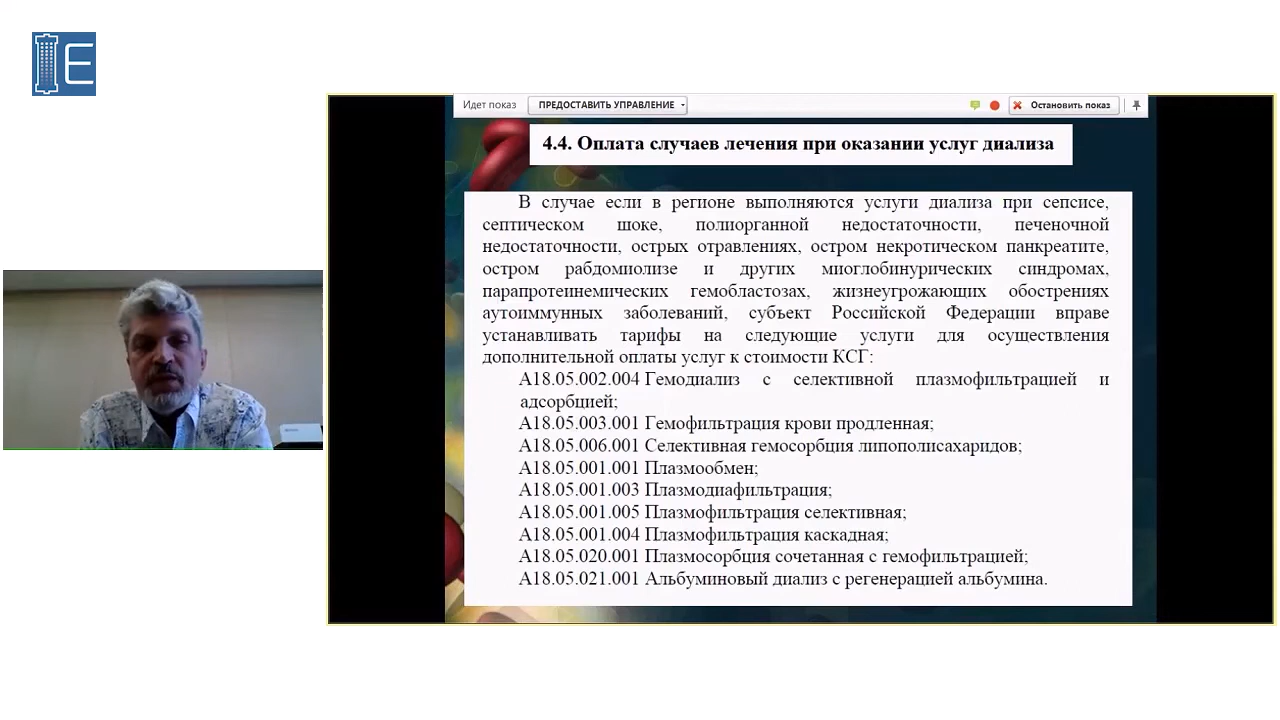 E
Идет показ
ПРЕДОСТАВИТЬ УПРАВЛЕНИЕ
Остановить показ
4.4. Оплата случаев лечения при оказании услуг диализа
В случае если в регионе выполняются услуги диализа при сепсисе,
септическом шоке, полиорганной недостаточности, печеночной
недостаточности, острых отравлениях, остром некротическом панкреатите,
остром рабдомиолизе и других миоглобинурических синдромах,
парапротеинемических гемобластозах, жизнеугрожающих обострениях
аутоиммунных заболеваний, субъект Российской Федерации вправе
устанавливать тарифы на следующие услуги для осуществления
дополнительной оплаты услуг к стоимости КСГ:
А18.05.002.004 Гемодиализ с селективной плазмофильтрацией и
адсорбцией;
А18.05.003.001 Гемофильтрация крови продленная;
А18.05.006.001 Селективная гемосорбция липополисахаридов;
А18.05.001.001 Плазмообмен;
А18.05.001.003 Плазмодиафильтрация;
А18.05.001.005 Плазмофильтрация селективная;
А18.05.001.004 Плазмофильтрация каскадная;
А18.05.020.001 Плазмосорбция сочетанная с гемофильтрацией;
А18.05.021.001 Альбуминовый диализ с регенерацией альбумина.